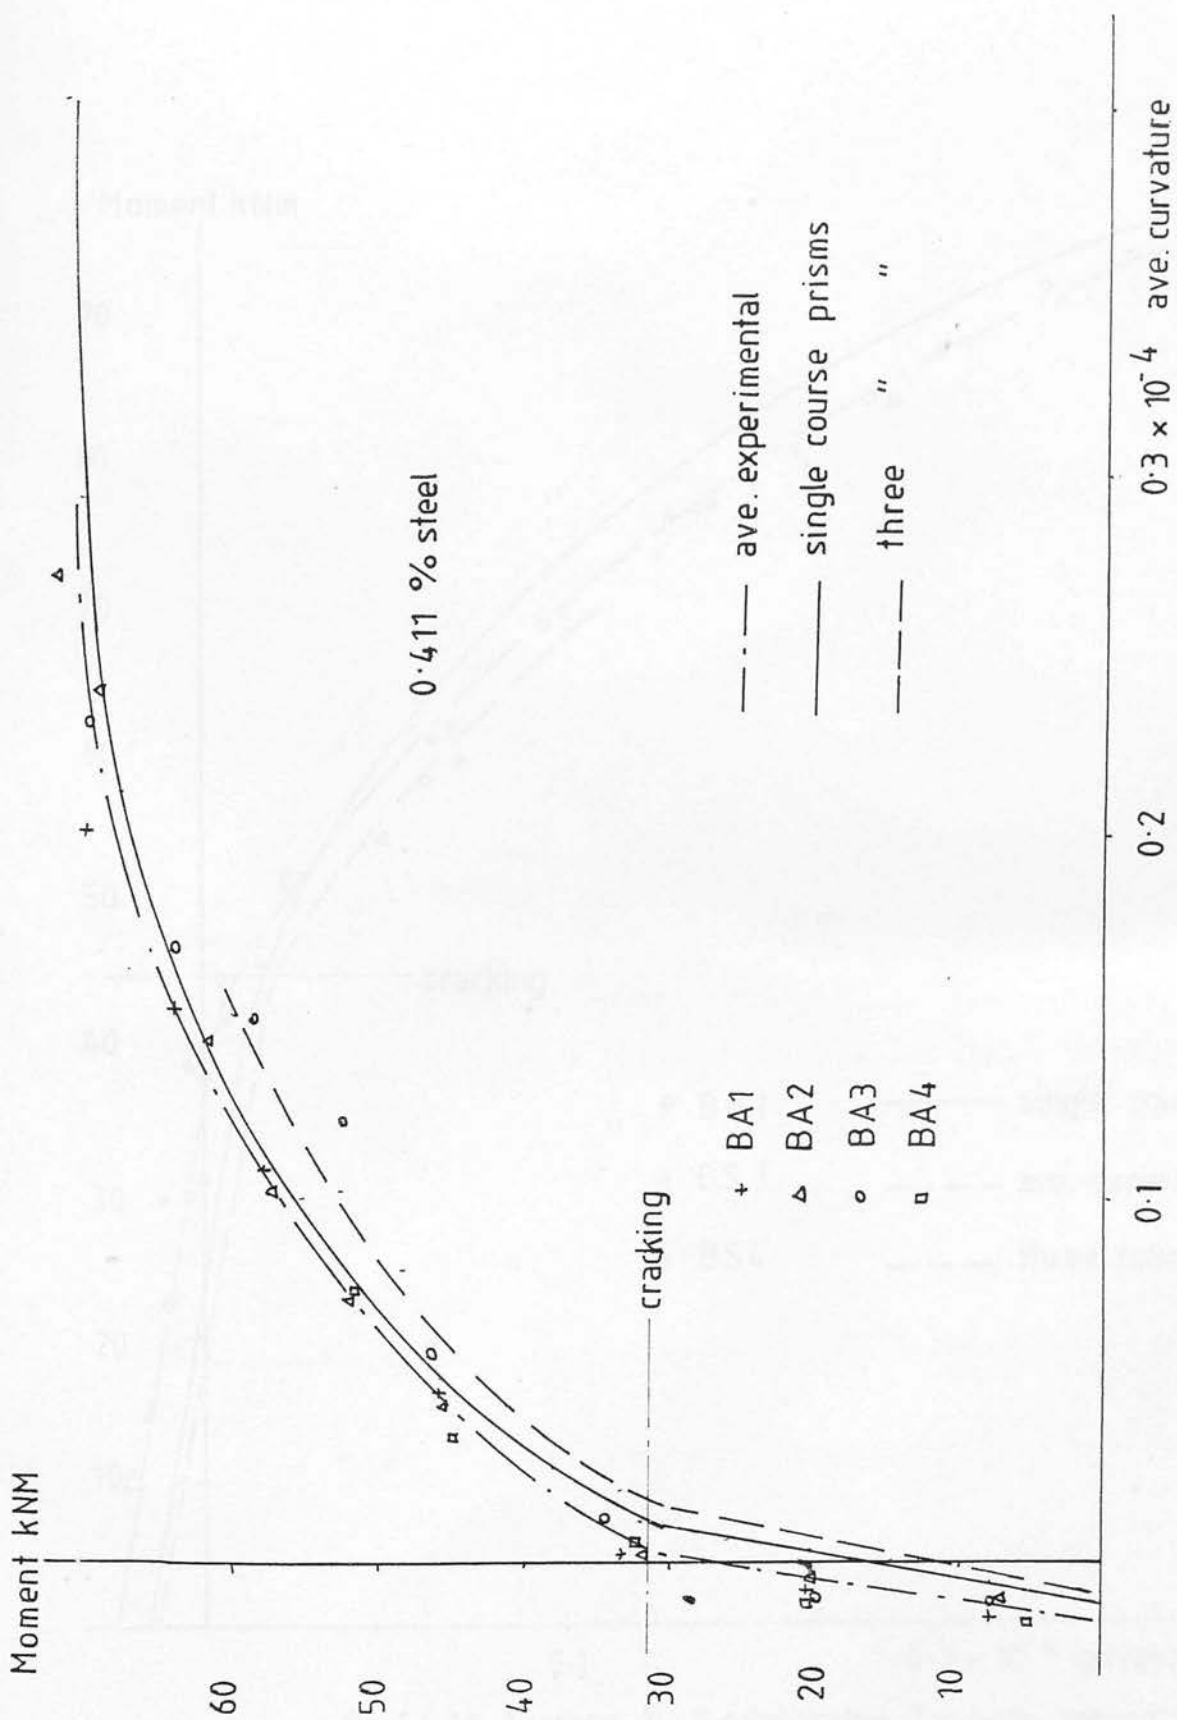 Moment kNM
60
50
40
30
20
10
0·1
0·2
0·3 × 10⁻⁴ ave. curvature
0·411 % steel
cracking
+ BA1
△ BA2
○ BA3
□ BA4
ave. experimental
single course prisms
three " "